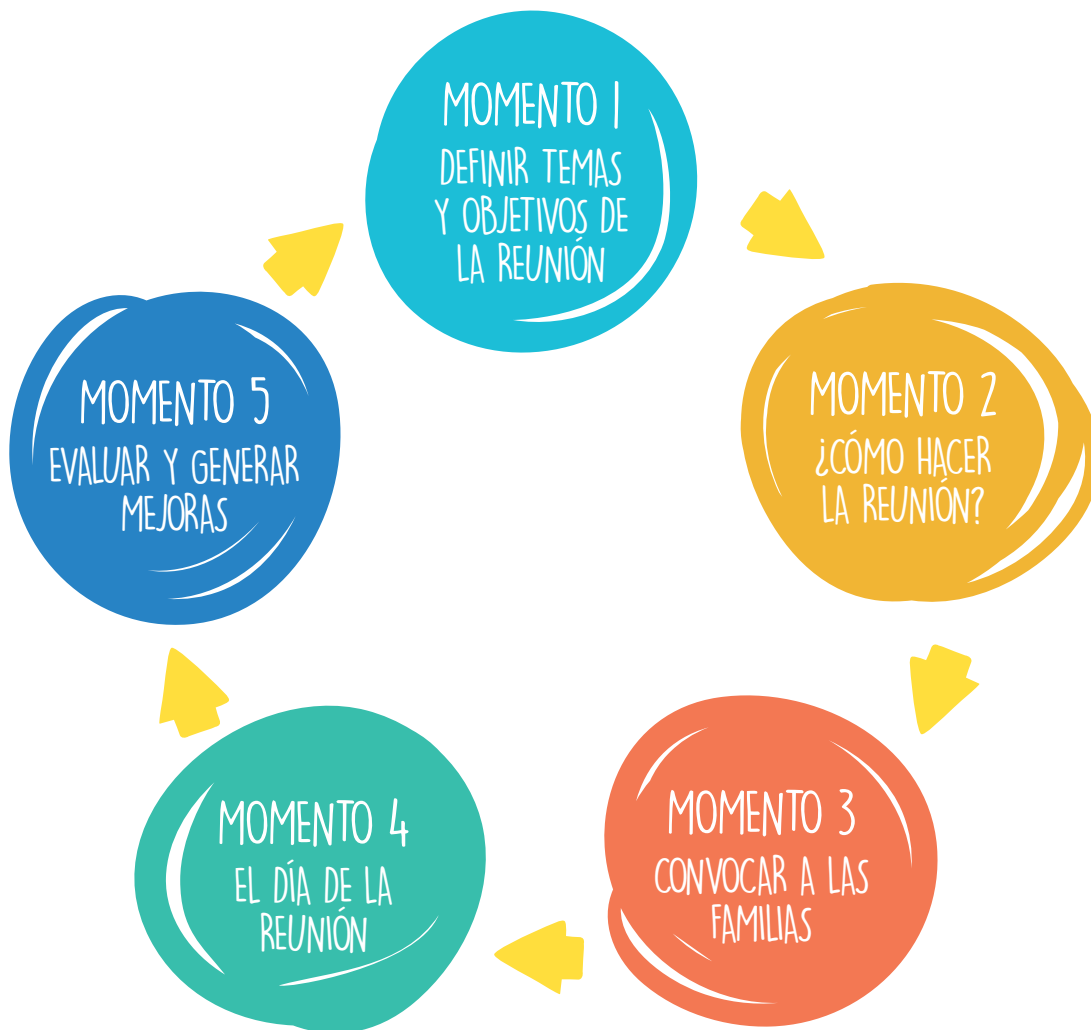 MOMENTO 1
DEFINIR TEMAS
Y OBJETIVOS DE
LA REUNIÓN
MOMENTO 2
¿CÓMO HACER
LA REUNIÓN?
MOMENTO 3
CONVOCAR A LAS
FAMILIAS
MOMENTO 4
EL DÍA DE LA
REUNIÓN
MOMENTO 5
EVALUAR Y GENERAR
MEJORAS